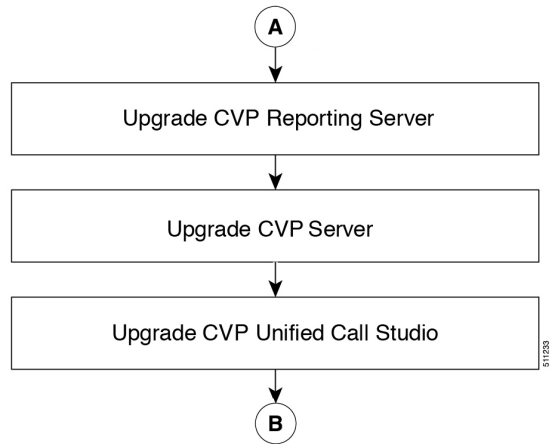 A
Upgrade CVP Reporting Server
Upgrade CVP Server
Upgrade CVP Unified Call Studio
511233
B